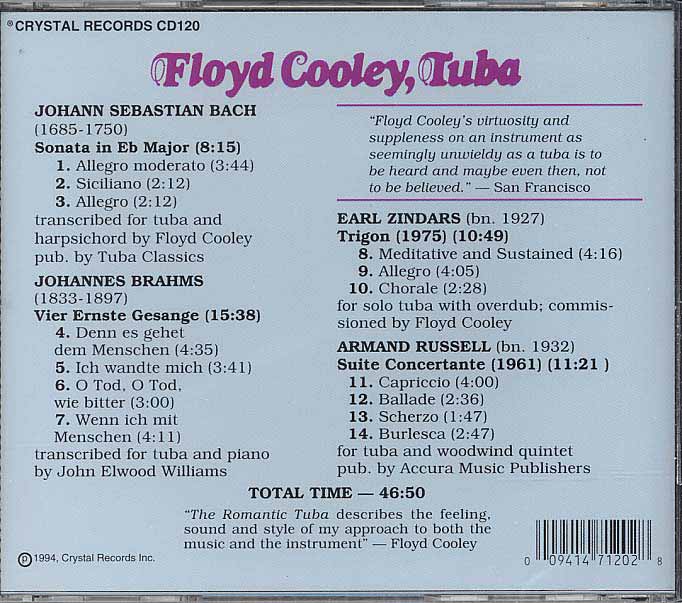 ®CRYSTAL RECORDS CD120
Floyd Cooley, Tuba
JOHANN SEBASTIAN BACH
(1685-1750)
Sonata in Eb Major (8:15)
1. Allegro moderato (3:44)
2. Siciliano (2:12)
3. Allegro (2:12)
transcribed for tuba and
harpsichord by Floyd Cooley
pub. by Tuba Classics
JOHANNES BRAHMS
(1833-1897)
Vier Ernste Gesange (15:38)
4. Denn es gehet
dem Menschen (4:35)
5. Ich wandte mich (3:41)
6. O Tod, O Tod,
wie bitter (3:00)
7. Wenn ich mit
Menschen (4:11)
transcribed for tuba and piano
by John Elwood Williams
"Floyd Cooley's virtuosity and
suppleness on an instrument as
seemingly unwieldy as a tuba is to
be heard and maybe even then, not
to be believed." — San Francisco
EARL ZINDARS (bn. 1927)
Trigon (1975) (10:49)
8. Meditative and Sustained (4:16)
9. Allegro (4:05)
10. Chorale (2:28)
for solo tuba with overdub; commis-
sioned by Floyd Cooley
ARMAND RUSSELL (bn. 1932)
Suite Concertante (1961) (11:21 )
11. Capriccio (4:00)
12. Ballade (2:36)
13. Scherzo (1:47)
14. Burlesca (2:47)
for tuba and woodwind quintet
pub. by Accura Music Publishers
TOTAL TIME — 46:50
"The Romantic Tuba describes the feeling,
sound and style of my approach to both the
music and the instrument" — Floyd Cooley
℗1994, Crystal Records Inc.
0 09414 71202 8